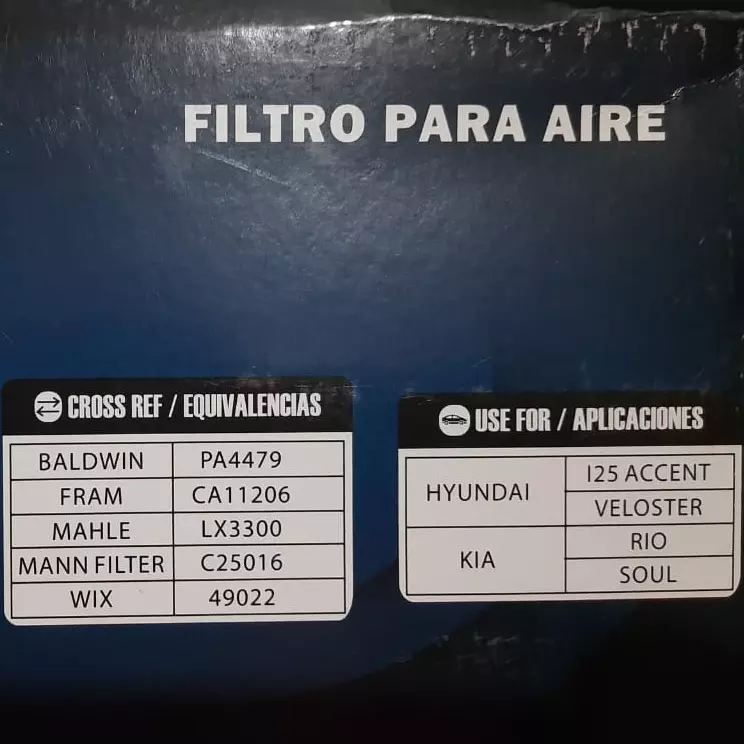 FILTRO PARA AIRE
CROSS REF / EQUIVALENCIAS
BALDWIN PA4479
FRAM CA11206
MAHLE LX3300
MANN FILTER C25016
WIX 49022
USE FOR / APLICACIONES
HYUNDAI I25 ACCENT
VELOSTER
KIA RIO
SOUL